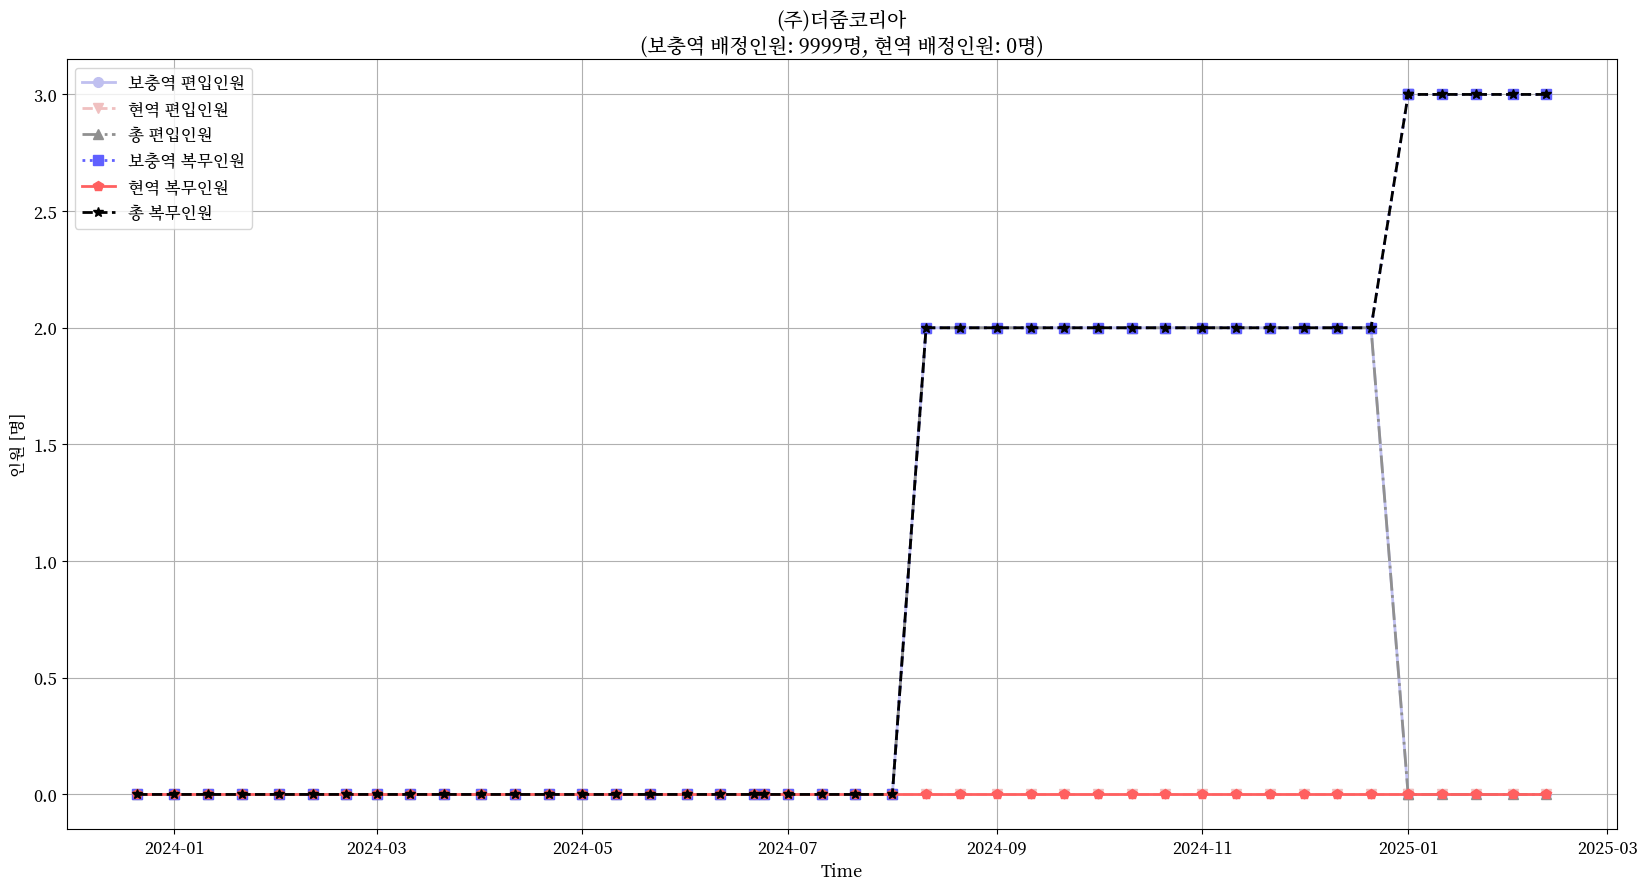 (주)더줌코리아
(보충역 배정인원: 9999명, 현역 배정인원: 0명)
보충역 편입인원
현역 편입인원
총 편입인원
보충역 복무인원
현역 복무인원
총 복무인원
인원 [명]
3.0
2.5
2.0
1.5
1.0
0.5
0.0
2024-01
2024-03
2024-05
2024-07
2024-09
2024-11
2025-01
2025-03
Time